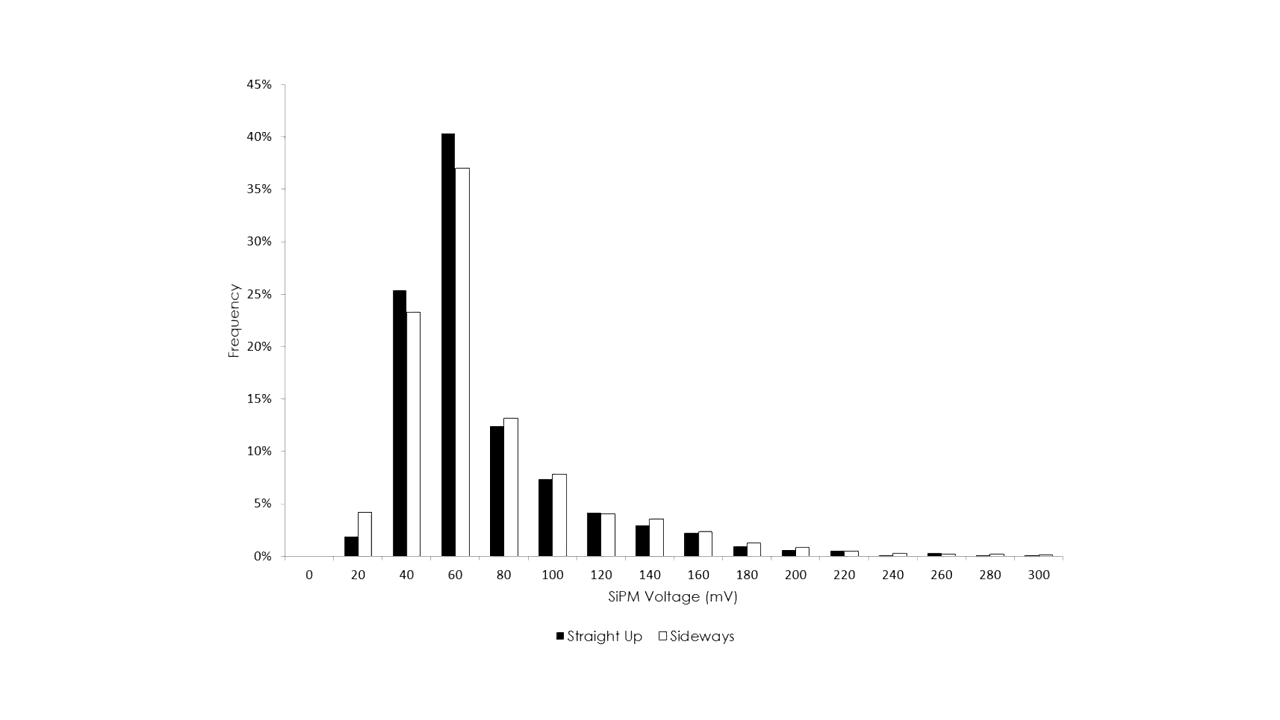 45%
40%
35%
30%
25%
20%
15%
10%
5%
0%
Frequency
0 20 40 60 80 100 120 140 160 180 200 220 240 260 280 300
SiPM Voltage (mV)
Straight Up Sideways